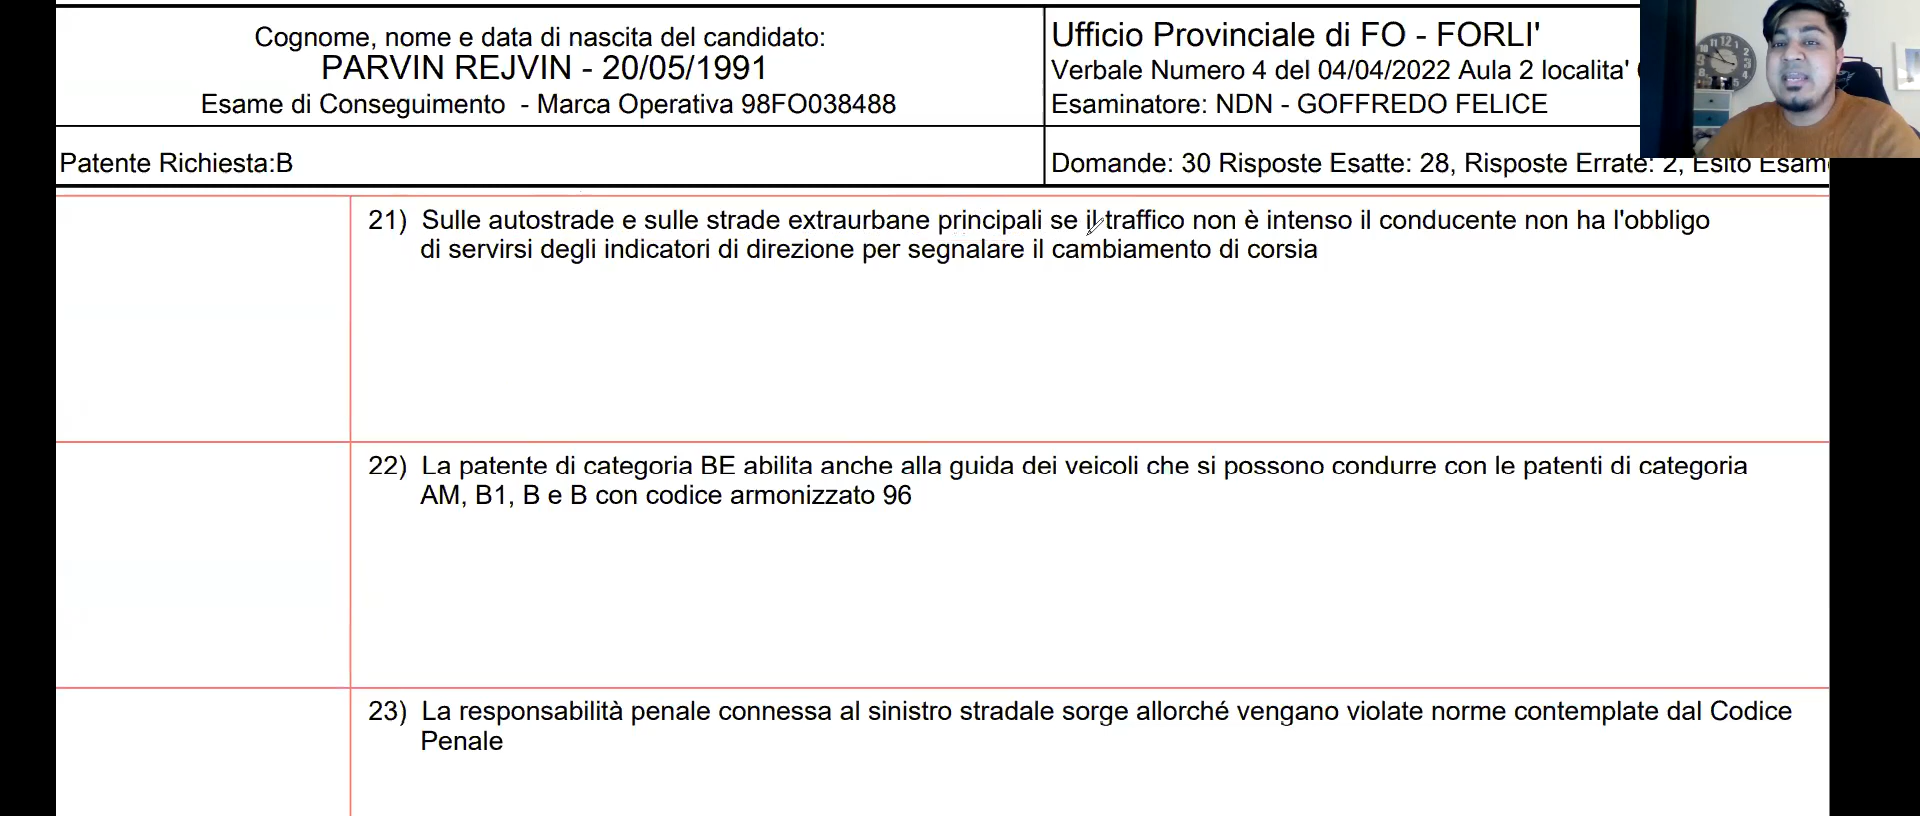 Cognome, nome e data di nascita del candidato:
PARVIN REJVIN - 20/05/1991
Esame di Conseguimento - Marca Operativa 98FO038488
Ufficio Provinciale di FO - FORLI'
Verbale Numero 4 del 04/04/2022 Aula 2 localita'
Esaminatore: NDN - GOFFREDO FELICE
Patente Richiesta:B
Domande: 30 Risposte Esatte: 28, Risposte Errate: 2, Esito Esame
21) Sulle autostrade e sulle strade extraurbane principali se il traffico non è intenso il conducente non ha l'obbligo
di servirsi degli indicatori di direzione per segnalare il cambiamento di corsia
22) La patente di categoria BE abilita anche alla guida dei veicoli che si possono condurre con le patenti di categoria
AM, B1, B e B con codice armonizzato 96
23) La responsabilità penale connessa al sinistro stradale sorge allorché vengano violate norme contemplate dal Codice
Penale